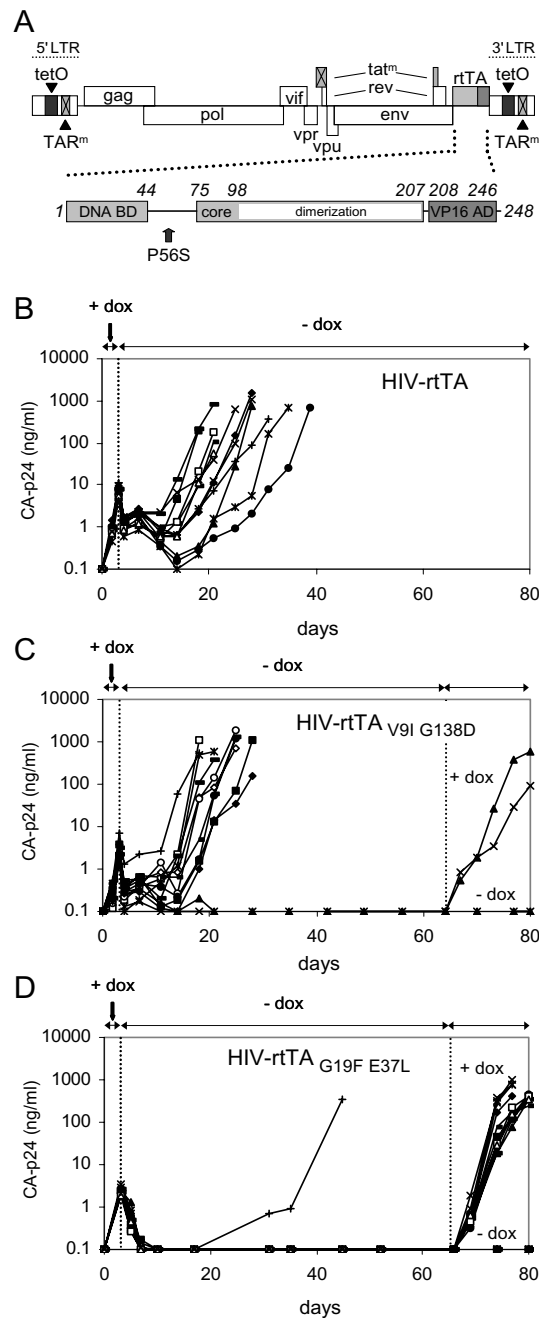 A
5' LTR
3' LTR
tetO
gag
pol
vif
vpr
vpu
tatᵐ
rev
env
rtTA
tetO
TARᵐ
TARᵐ
1
44
75
98
207
208
246
248
DNA BD
core
dimerization
VP16 AD
P56S
B
+ dox
- dox
HIV-rtTA
CA-p24 (ng/ml)
10000
1000
100
10
1
0.1
0
20
40
60
80
days
C
+ dox
- dox
HIV-rtTA V9I G138D
+ dox
- dox
CA-p24 (ng/ml)
10000
1000
100
10
1
0.1
0
20
40
60
80
days
D
+ dox
- dox
HIV-rtTA G19F E37L
+ dox
- dox
CA-p24 (ng/ml)
10000
1000
100
10
1
0.1
0
20
40
60
80
days